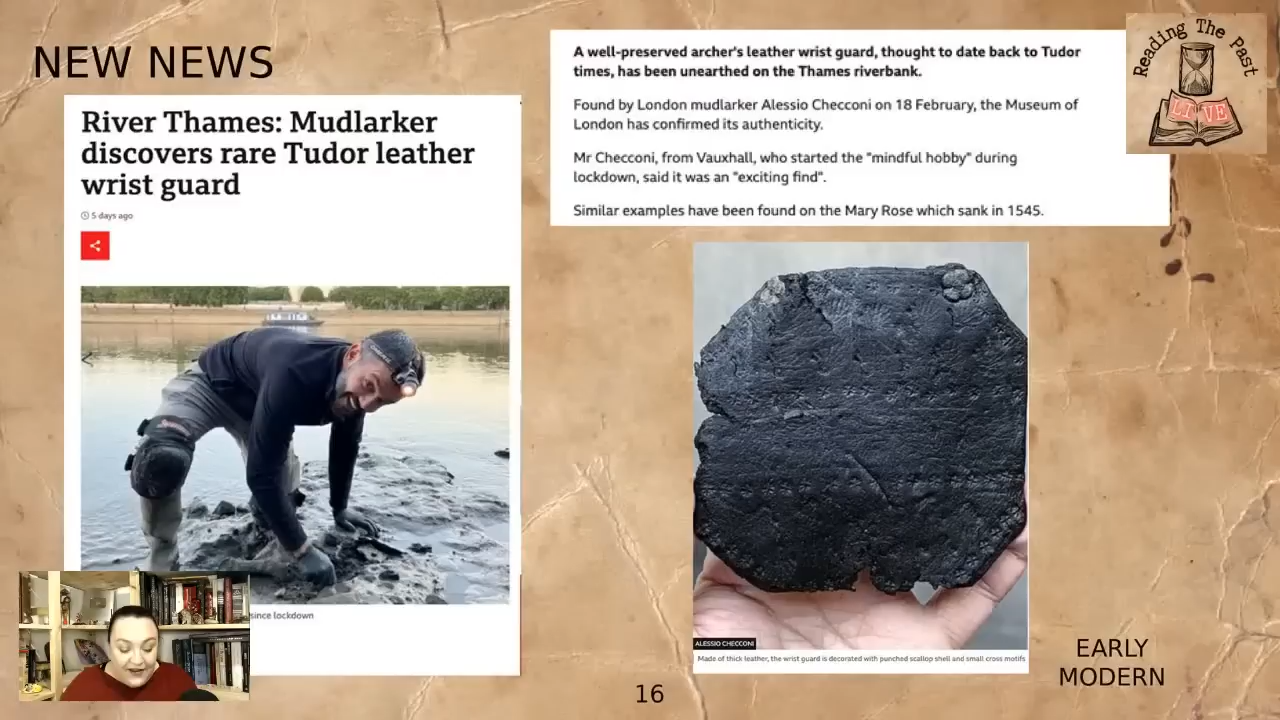 NEW NEWS
River Thames: Mudlarker
discovers rare Tudor leather
wrist guard
5 days ago
since lockdown
A well-preserved archer's leather wrist guard, thought to date back to Tudor
times, has been unearthed on the Thames riverbank.
Found by London mudlarker Alessio Checconi on 18 February, the Museum of
London has confirmed its authenticity.
Mr Checconi, from Vauxhall, who started the "mindful hobby" during
lockdown, said it was an "exciting find".
Similar examples have been found on the Mary Rose which sank in 1545.
Reading The Past
LIVE
ALESSIO CHECCONI
Made of thick leather, the wrist guard is decorated with punched scallop shell and small cross motifs
EARLY
MODERN
16